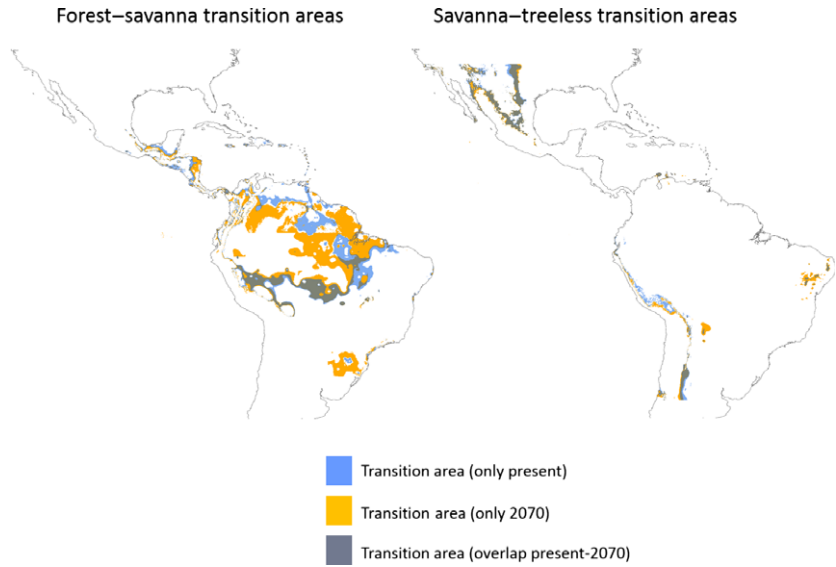 Forest–savanna transition areas
Savanna–treeless transition areas
Transition area (only present)
Transition area (only 2070)
Transition area (overlap present-2070)